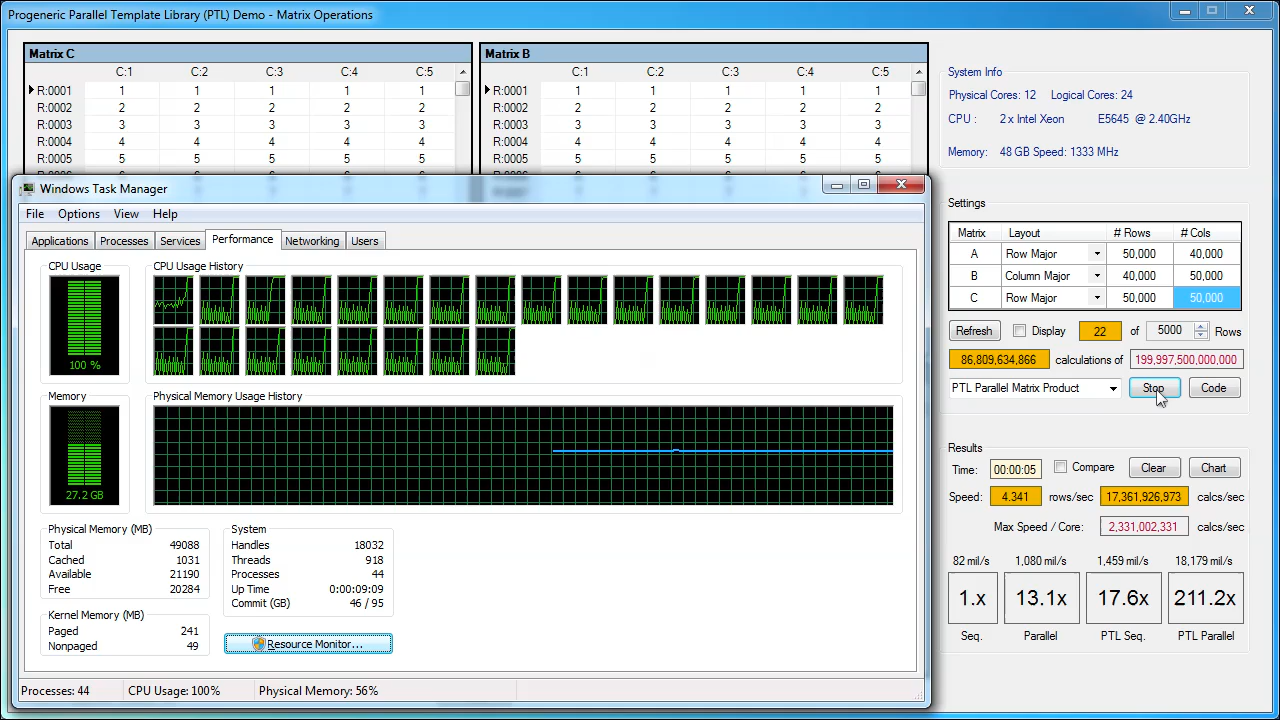 Progeneric Parallel Template Library (PTL) Demo - Matrix Operations
Matrix C
C:1 C:2 C:3 C:4 C:5
R:0001 1 1 1 1 1
R:0002 2 2 2 2 2
R:0003 3 3 3 3 3
R:0004 4 4 4 4 4
R:0005 5 5 5 5 5
Matrix B
C:1 C:2 C:3 C:4 C:5
R:0001 1 1 1 1 1
R:0002 2 2 2 2 2
R:0003 3 3 3 3 3
R:0004 4 4 4 4 4
R:0005 5 5 5 5 5
Windows Task Manager
File Options View Help
Applications Processes Services Performance Networking Users
CPU Usage
100 %
CPU Usage History
Memory
27.2 GB
Physical Memory Usage History
Physical Memory (MB)
Total 49088
Cached 1031
Available 21190
Free 20284
Kernel Memory (MB)
Paged 241
Nonpaged 49
System
Handles 18032
Threads 918
Processes 44
Up Time 0:00:09:09
Commit (GB) 46 / 95
Resource Monitor...
Processes: 44 CPU Usage: 100% Physical Memory: 56%
System Info
Physical Cores: 12 Logical Cores: 24
CPU : 2 x Intel Xeon E5645 @ 2.40GHz
Memory: 48 GB Speed: 1333 MHz
Settings
Matrix Layout # Rows # Cols
A Row Major 50,000 40,000
B Column Major 40,000 50,000
C Row Major 50,000 50,000
Refresh Display 22 of 5000 Rows
86,809,634,866 calculations of 199,997,500,000,000
PTL Parallel Matrix Product Stop Code
Results
Time: 00:00:05 Compare Clear Chart
Speed: 4.341 rows/sec 17,361,926,973 calcs/sec
Max Speed / Core: 2,331,002,331 calcs/sec
82 mil/s 1,080 mil/s 1,459 mil/s 18,179 mil/s
1.x 13.1x 17.6x 211.2x
Seq. Parallel PTL Seq. PTL Parallel